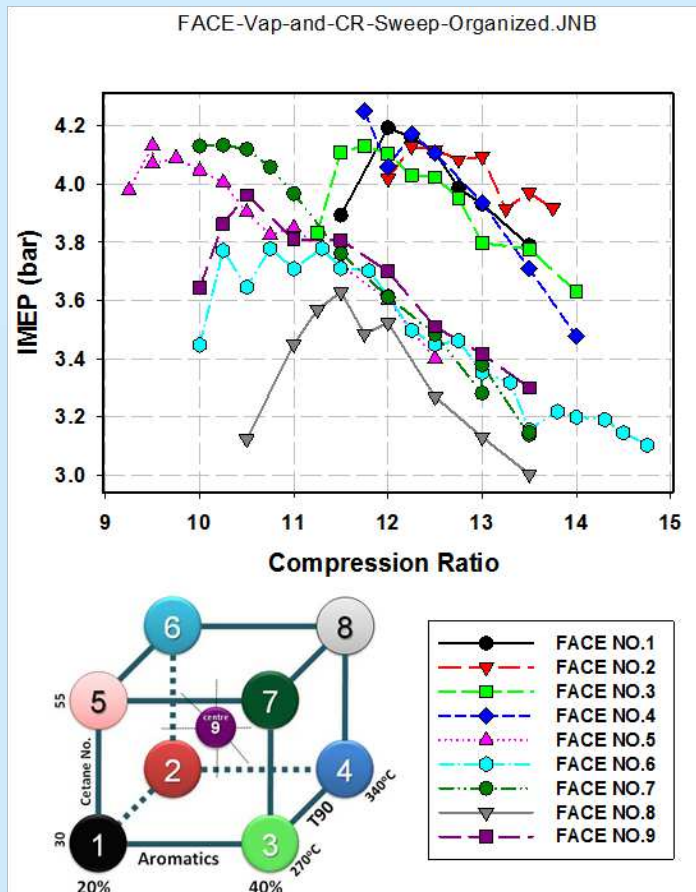 FACE-Vap-and-CR-Sweep-Organized.JNB
4.2
4.0
3.8
3.6
3.4
3.2
3.0
IMEP (bar)
9 10 11 12 13 14 15
Compression Ratio
6
8
5
7
centre
9
2
4
1
3
55
Cetane No.
30
Aromatics
20%
40%
T90
270ºC
340ºC
FACE NO.1
FACE NO.2
FACE NO.3
FACE NO.4
FACE NO.5
FACE NO.6
FACE NO.7
FACE NO.8
FACE NO.9